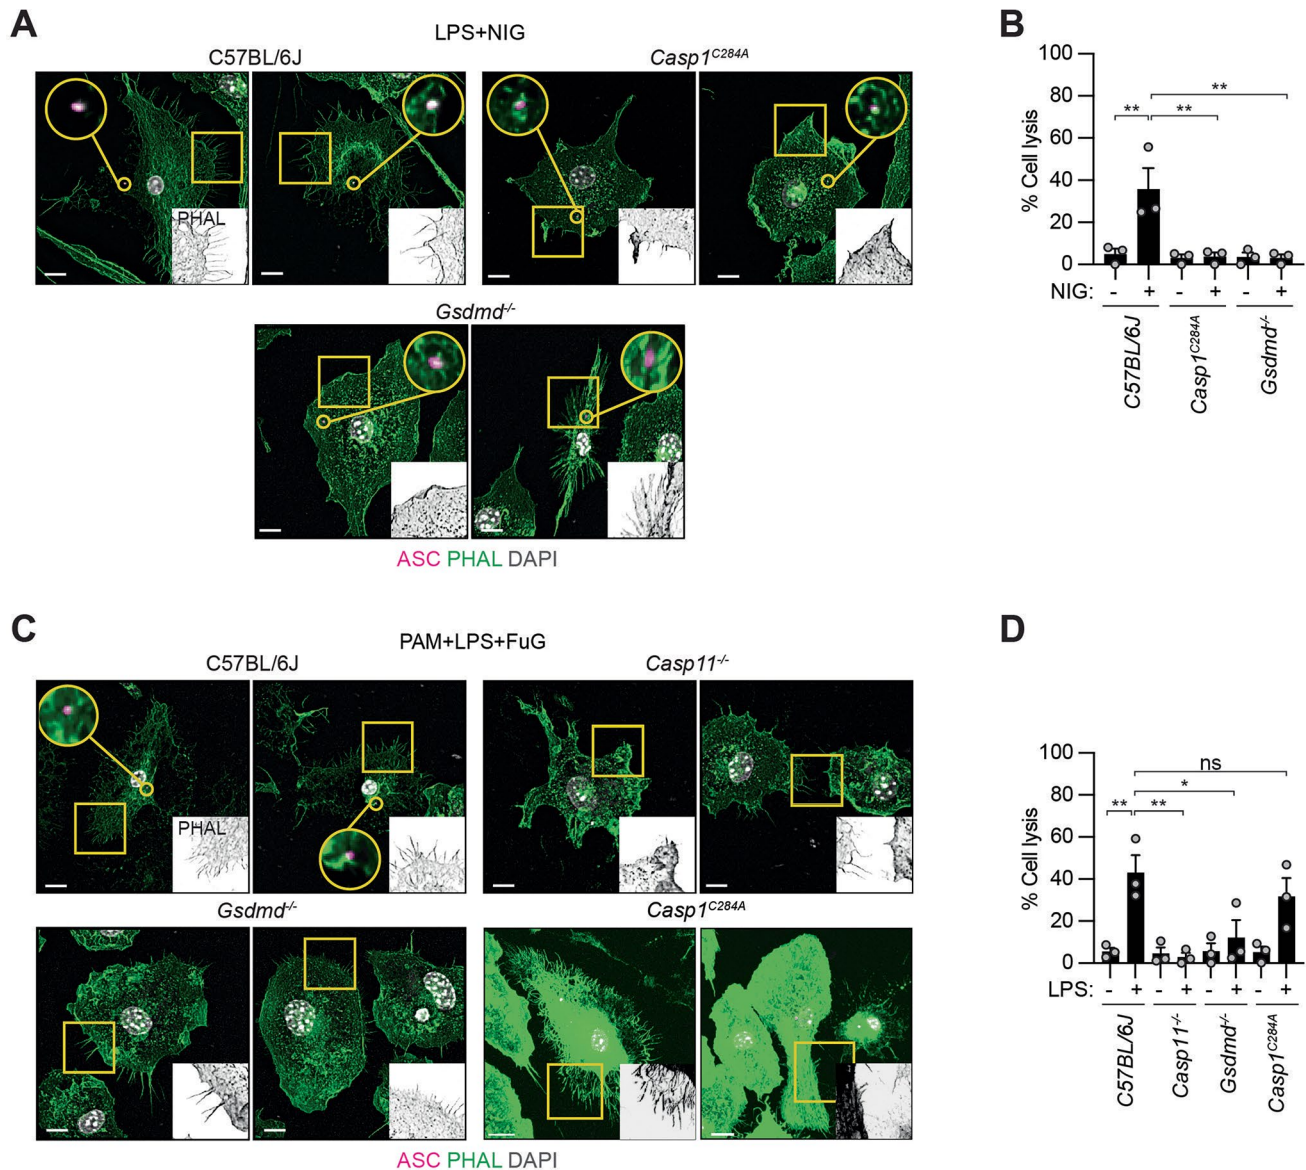 A
LPS+NIG
C57BL/6J
Casp1C284A
PHAL
Gsdmd-/-
ASC PHAL DAPI
B
% Cell lysis
100
80
60
40
20
0
**
**
**
NIG:
-
+
-
+
-
+
C57BL/6J
Casp1C284A
Gsdmd-/-
C
PAM+LPS+FuG
C57BL/6J
Casp11-/-
PHAL
Gsdmd-/-
Casp1C284A
ASC PHAL DAPI
D
% Cell lysis
100
80
60
40
20
0
ns
*
**
**
LPS:
-
+
-
+
-
+
-
+
C57BL/6J
Casp11-/-
Gsdmd-/-
Casp1C284A